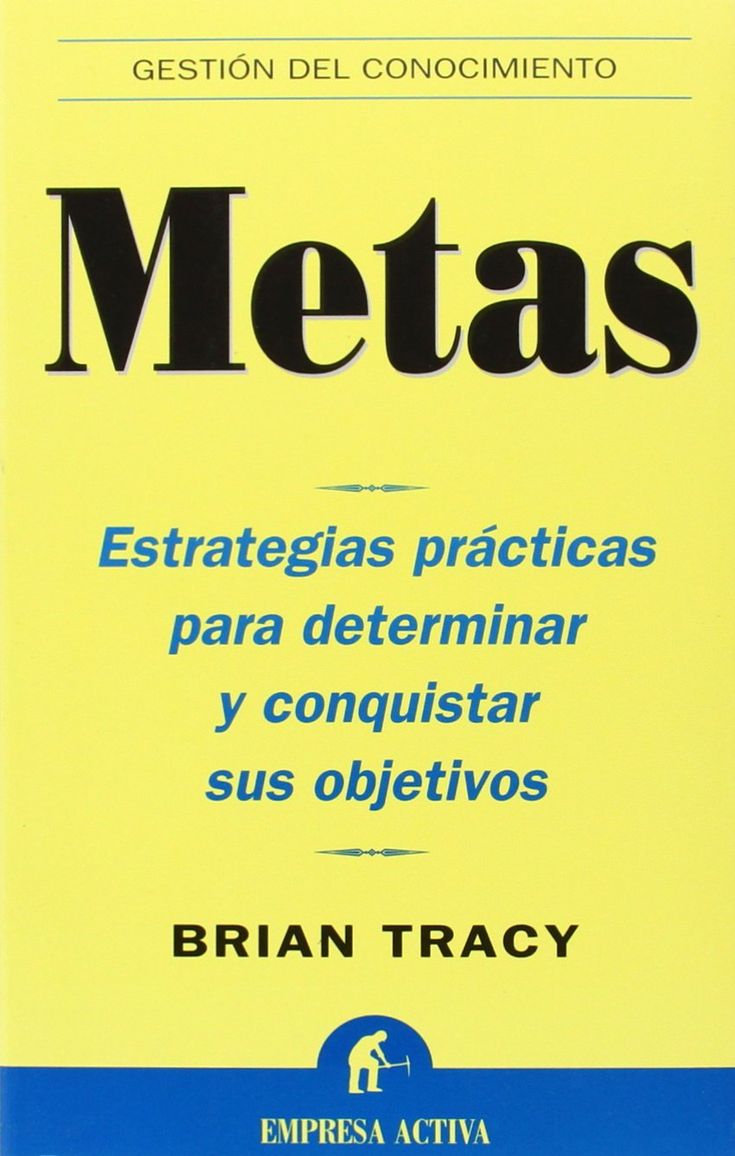 GESTIÓN DEL CONOCIMIENTO
Metas
Estrategias prácticas
para determinar
y conquistar
sus objetivos
BRIAN TRACY
EMPRESA ACTIVA